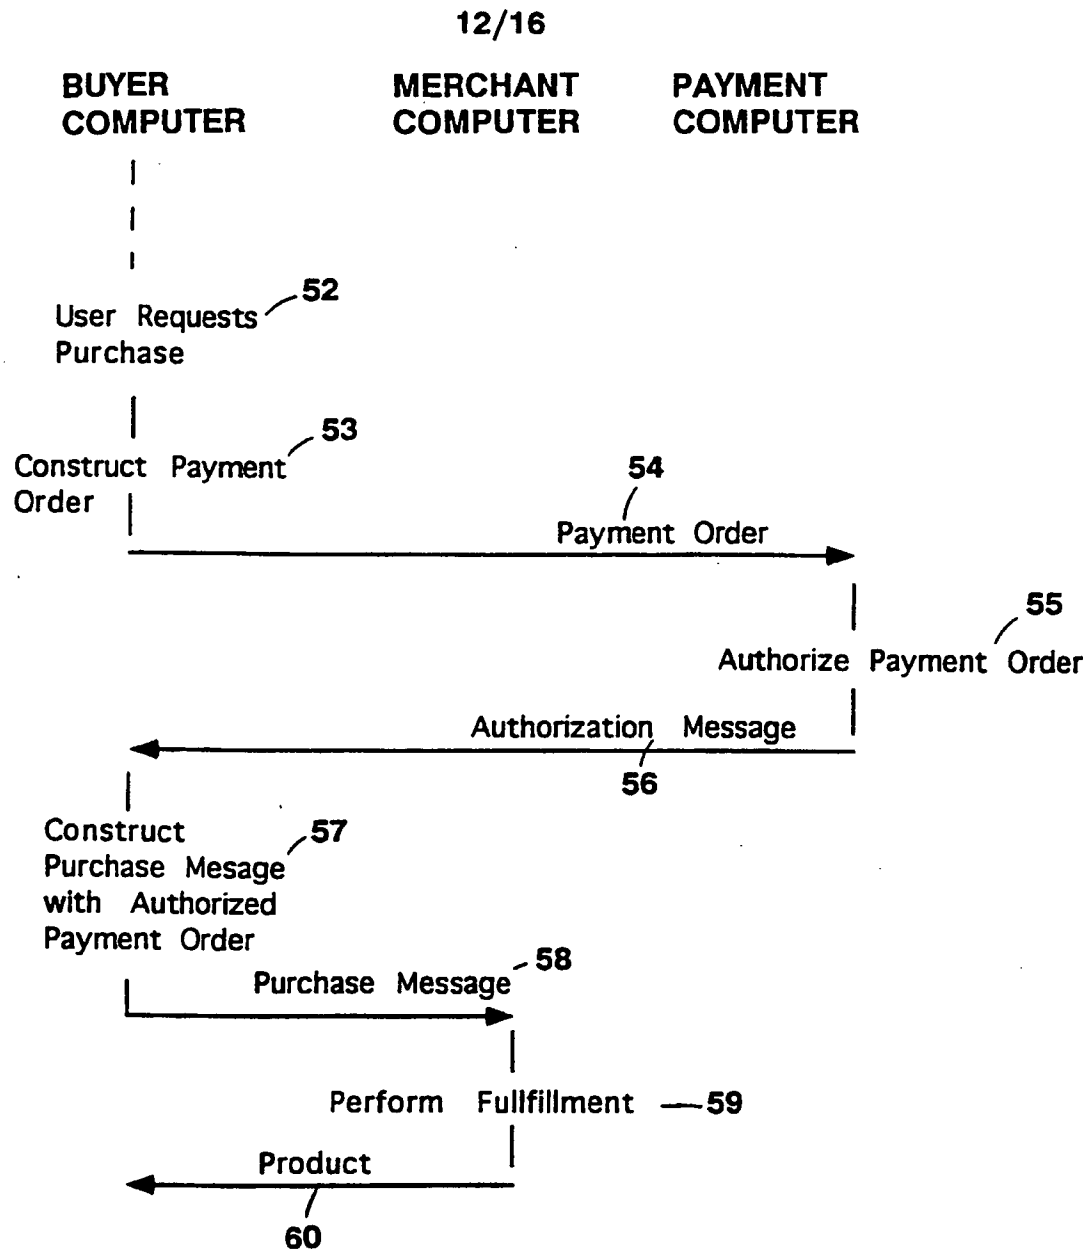 12/16
BUYER
COMPUTER
MERCHANT
COMPUTER
PAYMENT
COMPUTER
52
User Requests
Purchase
53
Construct Payment
Order
54
Payment Order
55
Authorize Payment Order
Authorization Message
56
Construct
57
Purchase Mesage
with Authorized
Payment Order
58
Purchase Message
Perform Fullfillment
59
Product
60